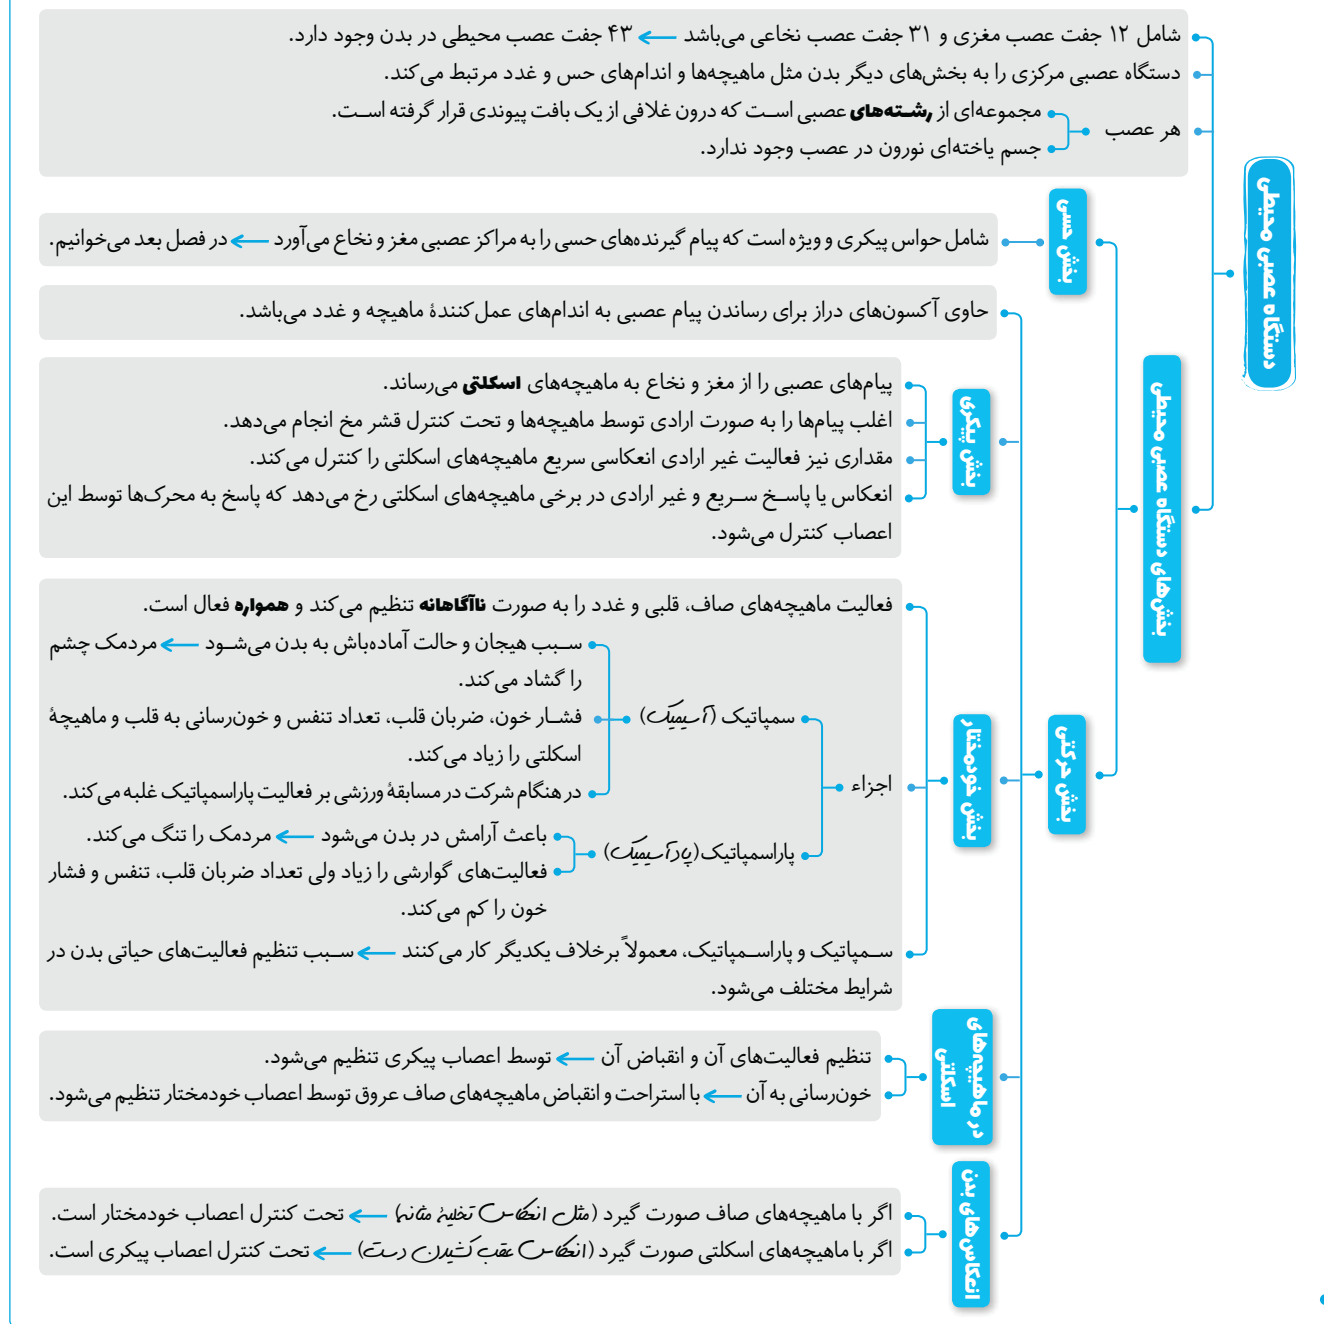 دستگاه عصبی محیطی
شامل ۱۲ جفت عصب مغزی و ۳۱ جفت عصب نخاعی می‌باشد ← ۴۳ جفت عصب محیطی در بدن وجود دارد.
دستگاه عصبی مرکزی را به بخش‌های دیگر بدن مثل ماهیچه‌ها و اندام‌های حس و غدد مرتبط می‌کند.
هر عصب
مجموعه‌ای از رشته‌های عصبی است که درون غلافی از یک بافت پیوندی قرار گرفته است.
جسم یاخته‌ای نورون در عصب وجود ندارد.
بخش‌های دستگاه عصبی محیطی
بخش حسی
شامل حواس پیکری و ویژه است که پیام گیرنده‌های حسی را به مراکز عصبی مغز و نخاع می‌آورد ← در فصل بعد می‌خوانیم.
بخش حرکتی
حاوی آکسون‌های دراز برای رساندن پیام عصبی به اندام‌های عمل‌کنندهٔ ماهیچه و غدد می‌باشد.
بخش پیکری
پیام‌های عصبی را از مغز و نخاع به ماهیچه‌های اسکلتی می‌رساند.
اغلب پیام‌ها را به صورت ارادی توسط ماهیچه‌ها و تحت کنترل قشر مخ انجام می‌دهد.
مقداری نیز فعالیت غیر ارادی انعکاسی سریع ماهیچه‌های اسکلتی را کنترل می‌کند.
انعکاس یا پاسخ سریع و غیر ارادی در برخی ماهیچه‌های اسکلتی رخ می‌دهد که پاسخ به محرک‌ها توسط این
اعصاب کنترل می‌شود.
بخش خودمختار
فعالیت ماهیچه‌های صاف، قلبی و غدد را به صورت ناآگاهانه تنظیم می‌کند و همواره فعال است.
اجزاء
سمپاتیک (آسیمیک)
سبب هیجان و حالت آماده‌باش به بدن می‌شود ← مردمک چشم
را گشاد می‌کند.
فشار خون، ضربان قلب، تعداد تنفس و خون‌رسانی به قلب و ماهیچهٔ
اسکلتی را زیاد می‌کند.
در هنگام شرکت در مسابقهٔ ورزشی بر فعالیت پاراسمپاتیک غلبه می‌کند.
پاراسمپاتیک (پادآسیمیک)
باعث آرامش در بدن می‌شود ← مردمک را تنگ می‌کند.
فعالیت‌های گوارشی را زیاد ولی تعداد ضربان قلب، تنفس و فشار
خون را کم می‌کند.
سمپاتیک و پاراسمپاتیک، معمولاً برخلاف یکدیگر کار می‌کنند ← سبب تنظیم فعالیت‌های حیاتی بدن در
شرایط مختلف می‌شود.
در ماهیچه‌های
اسکلتی
تنظیم فعالیت‌های آن و انقباض آن ← توسط اعصاب پیکری تنظیم می‌شود.
خون‌رسانی به آن ← با استراحت و انقباض ماهیچه‌های صاف عروق توسط اعصاب خودمختار تنظیم می‌شود.
انعکاس‌های بدن
اگر با ماهیچه‌های صاف صورت گیرد (مثل انعکاس تخلیهٔ مثانه) ← تحت کنترل اعصاب خودمختار است.
اگر با ماهیچه‌های اسکلتی صورت گیرد (انعکاس عقب کشیدن دست) ← تحت کنترل اعصاب پیکری است.